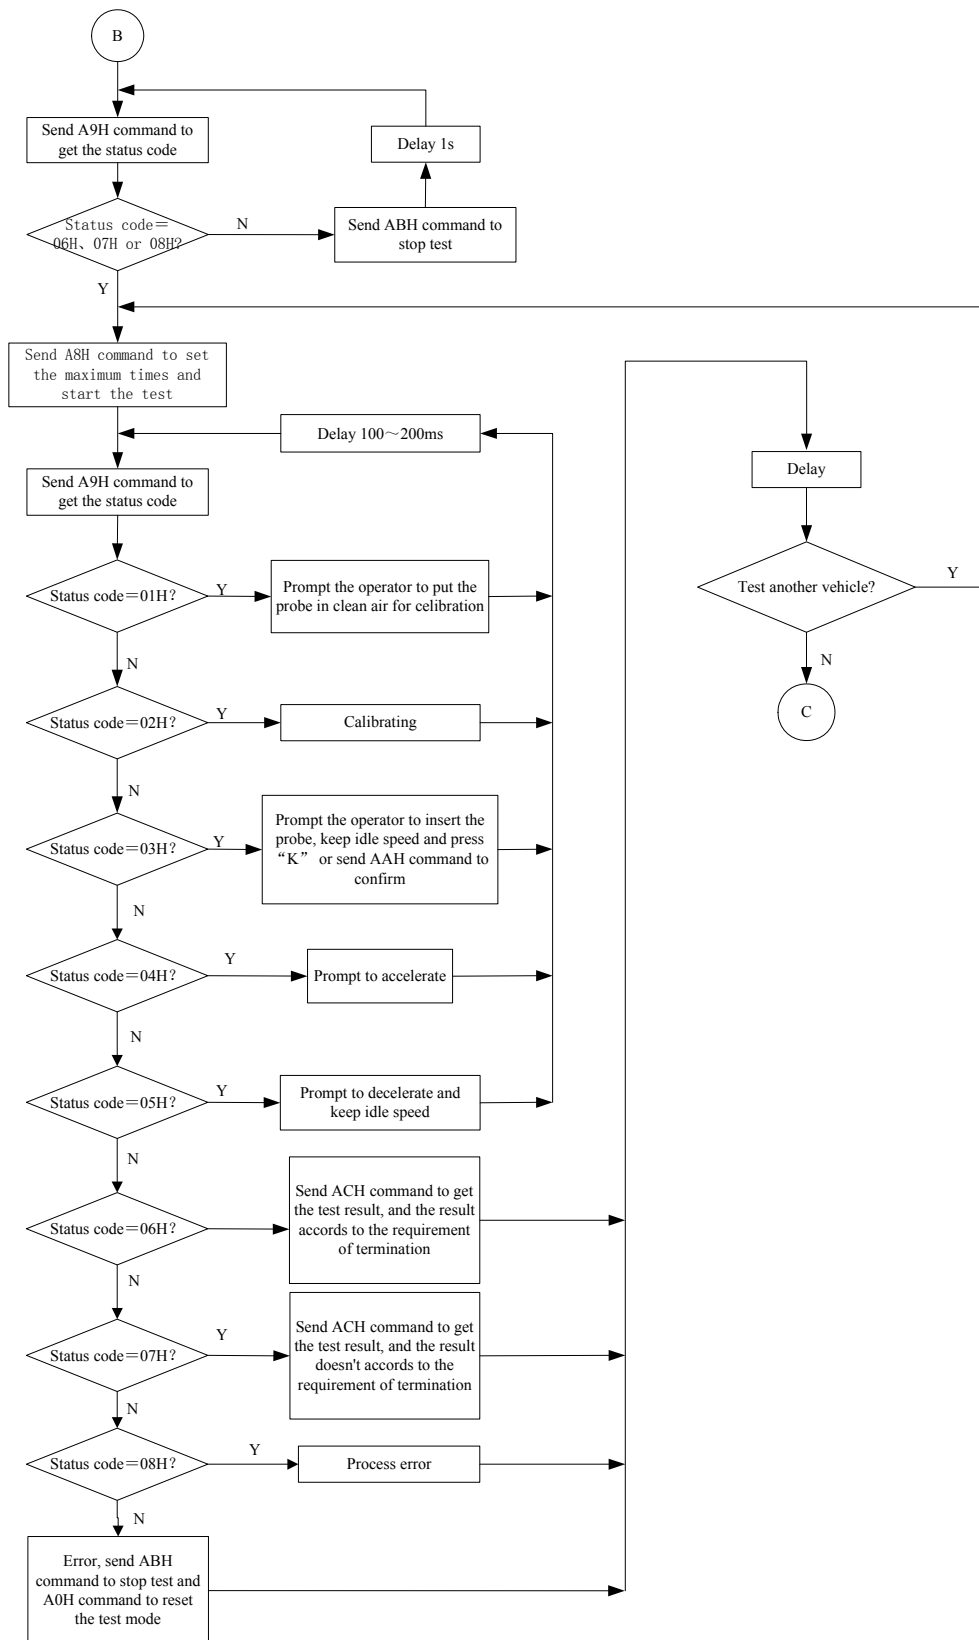 B
Send A9H command to
get the status code
Delay 1s
Status code＝
06H、07H or 08H?
N
Send ABH command to
stop test
Y
Send A8H command to set
the maximum times and
start the test
Delay 100～200ms
Send A9H command to
get the status code
Delay
Status code＝01H?
Y
Prompt the operator to put the
probe in clean air for celibration
Test another vehicle?
Y
N
N
C
Status code＝02H?
Y
Calibrating
N
Status code＝03H?
Y
Prompt the operator to insert the
probe, keep idle speed and press
“K” or send AAH command to
confirm
N
Status code＝04H?
Y
Prompt to accelerate
N
Status code＝05H?
Y
Prompt to decelerate and
keep idle speed
N
Status code＝06H?
Send ACH command to get
the test result, and the result
accords to the requirement
of termination
N
Status code＝07H?
Y
Send ACH command to get
the test result, and the result
doesn't accords to the
requirement of termination
N
Status code＝08H?
Y
Process error
N
Error, send ABH
command to stop test and
A0H command to reset
the test mode